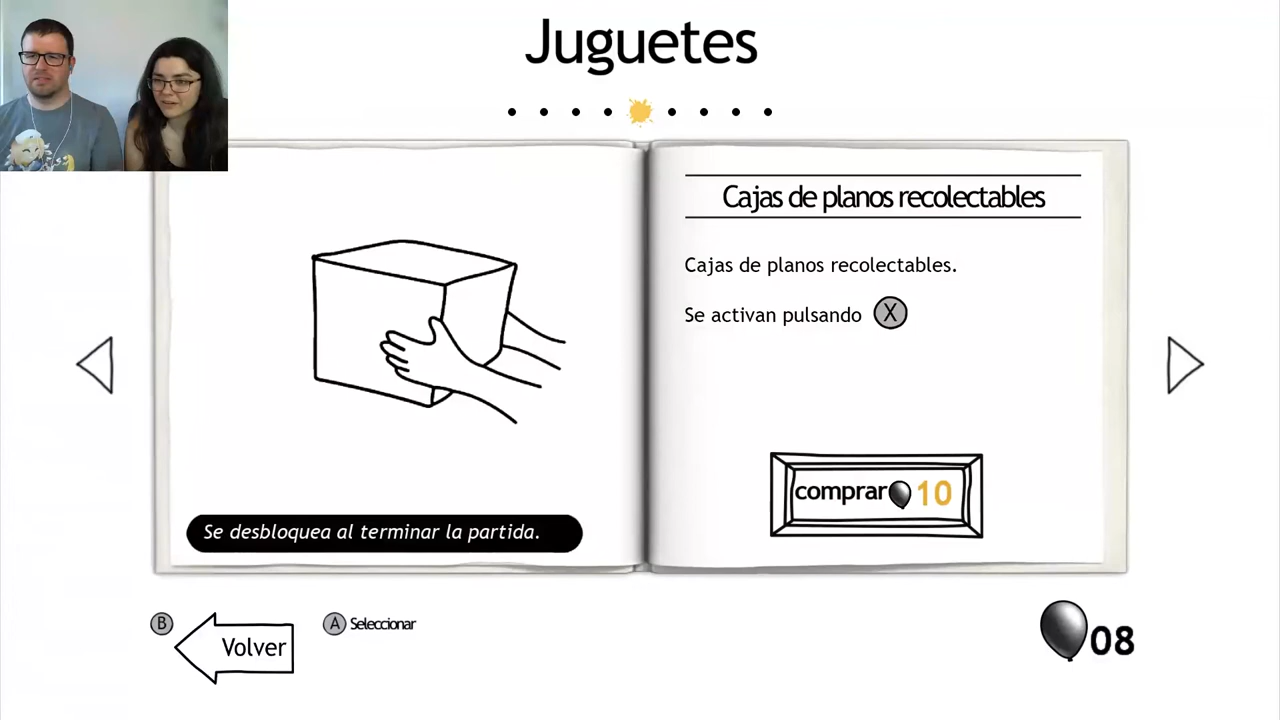 Juguetes
Cajas de planos recolectables
Cajas de planos recolectables.
Se activan pulsando X
comprar 10
Se desbloquea al terminar la partida.
B
Volver
A Seleccionar
08